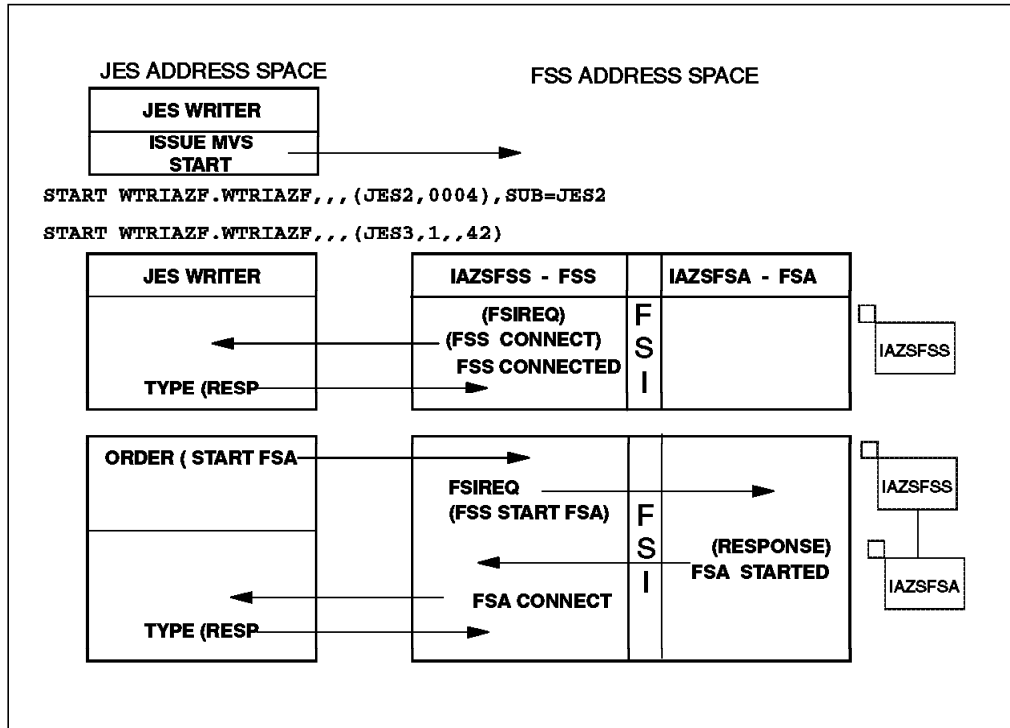 JES ADDRESS SPACE
FSS ADDRESS SPACE
JES WRITER
ISSUE MVS
START
START WTRIAZF.WTRIAZF,,,(JES2,0004),SUB=JES2
START WTRIAZF.WTRIAZF,,,(JES3,1,,42)
JES WRITER
IAZSFSS - FSS
IAZSFSA - FSA
(FSIREQ)
(FSS CONNECT)
FSS CONNECTED
TYPE (RESP
F
S
I
IAZSFSS
ORDER ( START FSA
FSIREQ
(FSS START FSA)
F
S
I
(RESPONSE)
FSA STARTED
FSA CONNECT
TYPE (RESP
IAZSFSS
IAZSFSA